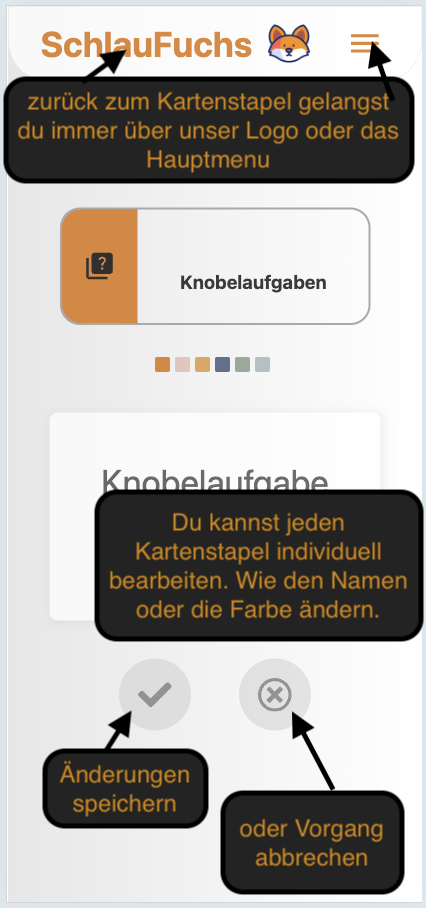 SchlauFuchs
zurück zum Kartenstapel gelangst
du immer über unser Logo oder das
Hauptmenu
?
Knobelaufgaben
Knobelaufgabe
Du kannst jeden
Kartenstapel individuell
bearbeiten. Wie den Namen
oder die Farbe ändern.
Änderungen
speichern
oder Vorgang
abbrechen